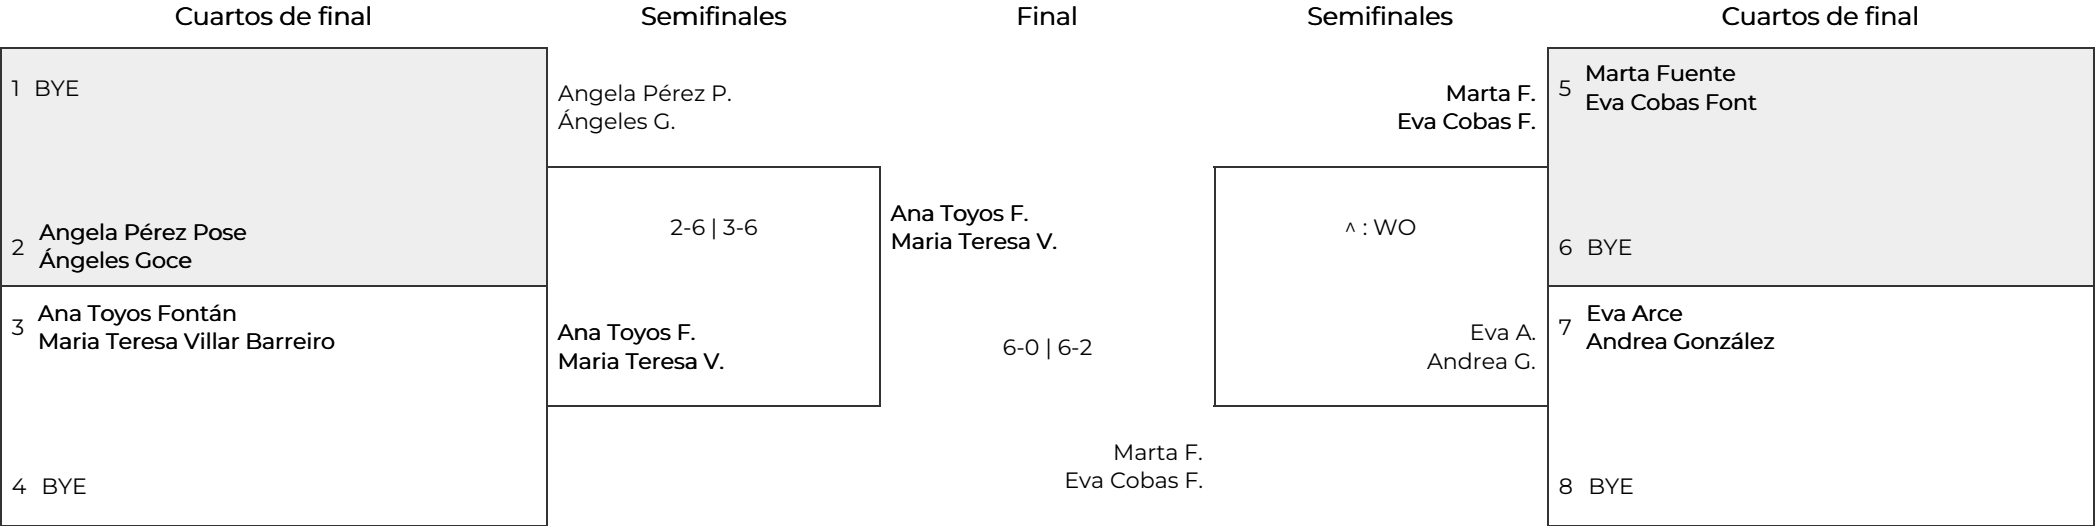 Cuartos de final
Semifinales
Final
Semifinales
Cuartos de final
1 BYE
2 Angela Pérez Pose
Ángeles Goce
3 Ana Toyos Fontán
Maria Teresa Villar Barreiro
4 BYE
Angela Pérez P.
Ángeles G.
2-6 | 3-6
Ana Toyos F.
Maria Teresa V.
Ana Toyos F.
Maria Teresa V.
6-0 | 6-2
Marta F.
Eva Cobas F.
Marta F.
Eva Cobas F.
^ : WO
Eva A.
Andrea G.
5 Marta Fuente
Eva Cobas Font
6 BYE
7 Eva Arce
Andrea González
8 BYE